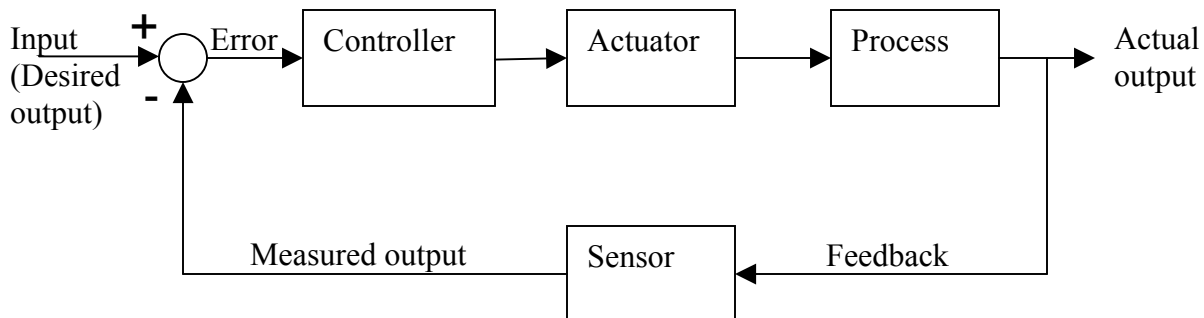 +
Input
(Desired
output)
-
Error
Controller
Actuator
Process
Actual
output
Measured output
Sensor
Feedback